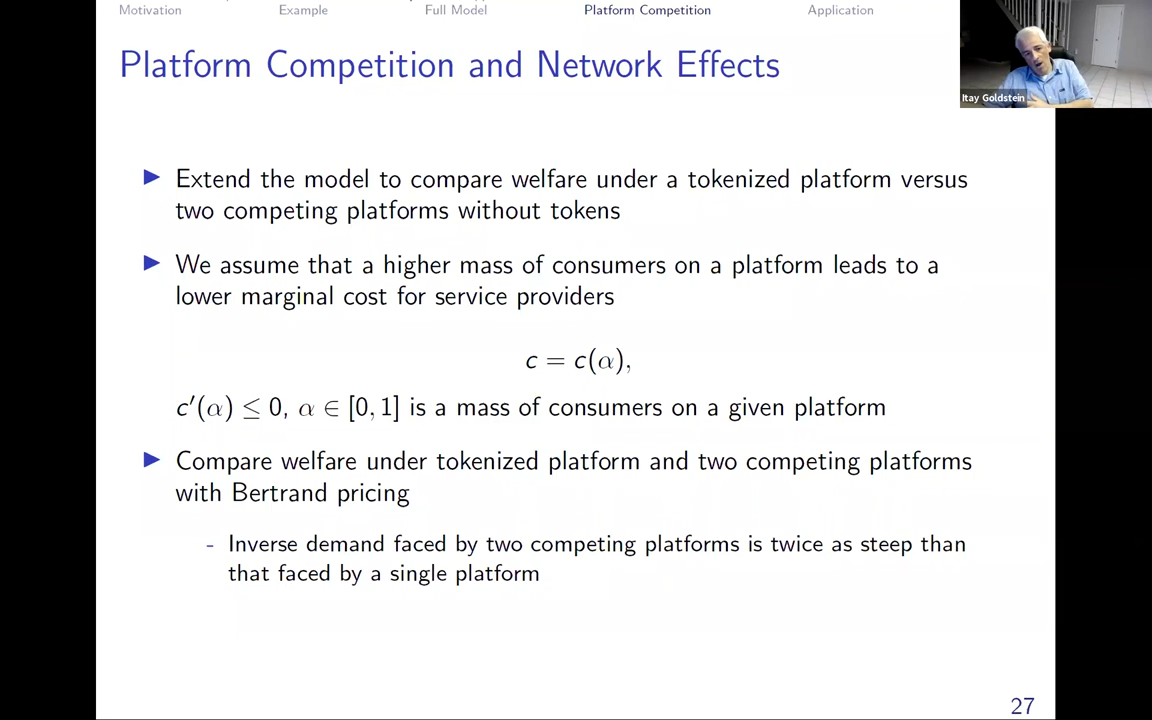 Motivation Example Full Model Platform Competition Application
Platform Competition and Network Effects
Itay Goldstein
▶ Extend the model to compare welfare under a tokenized platform versus
two competing platforms without tokens
▶ We assume that a higher mass of consumers on a platform leads to a
lower marginal cost for service providers
c = c(α),
c′(α) ≤ 0, α ∈ [0, 1] is a mass of consumers on a given platform
▶ Compare welfare under tokenized platform and two competing platforms
with Bertrand pricing
- Inverse demand faced by two competing platforms is twice as steep than
that faced by a single platform
27